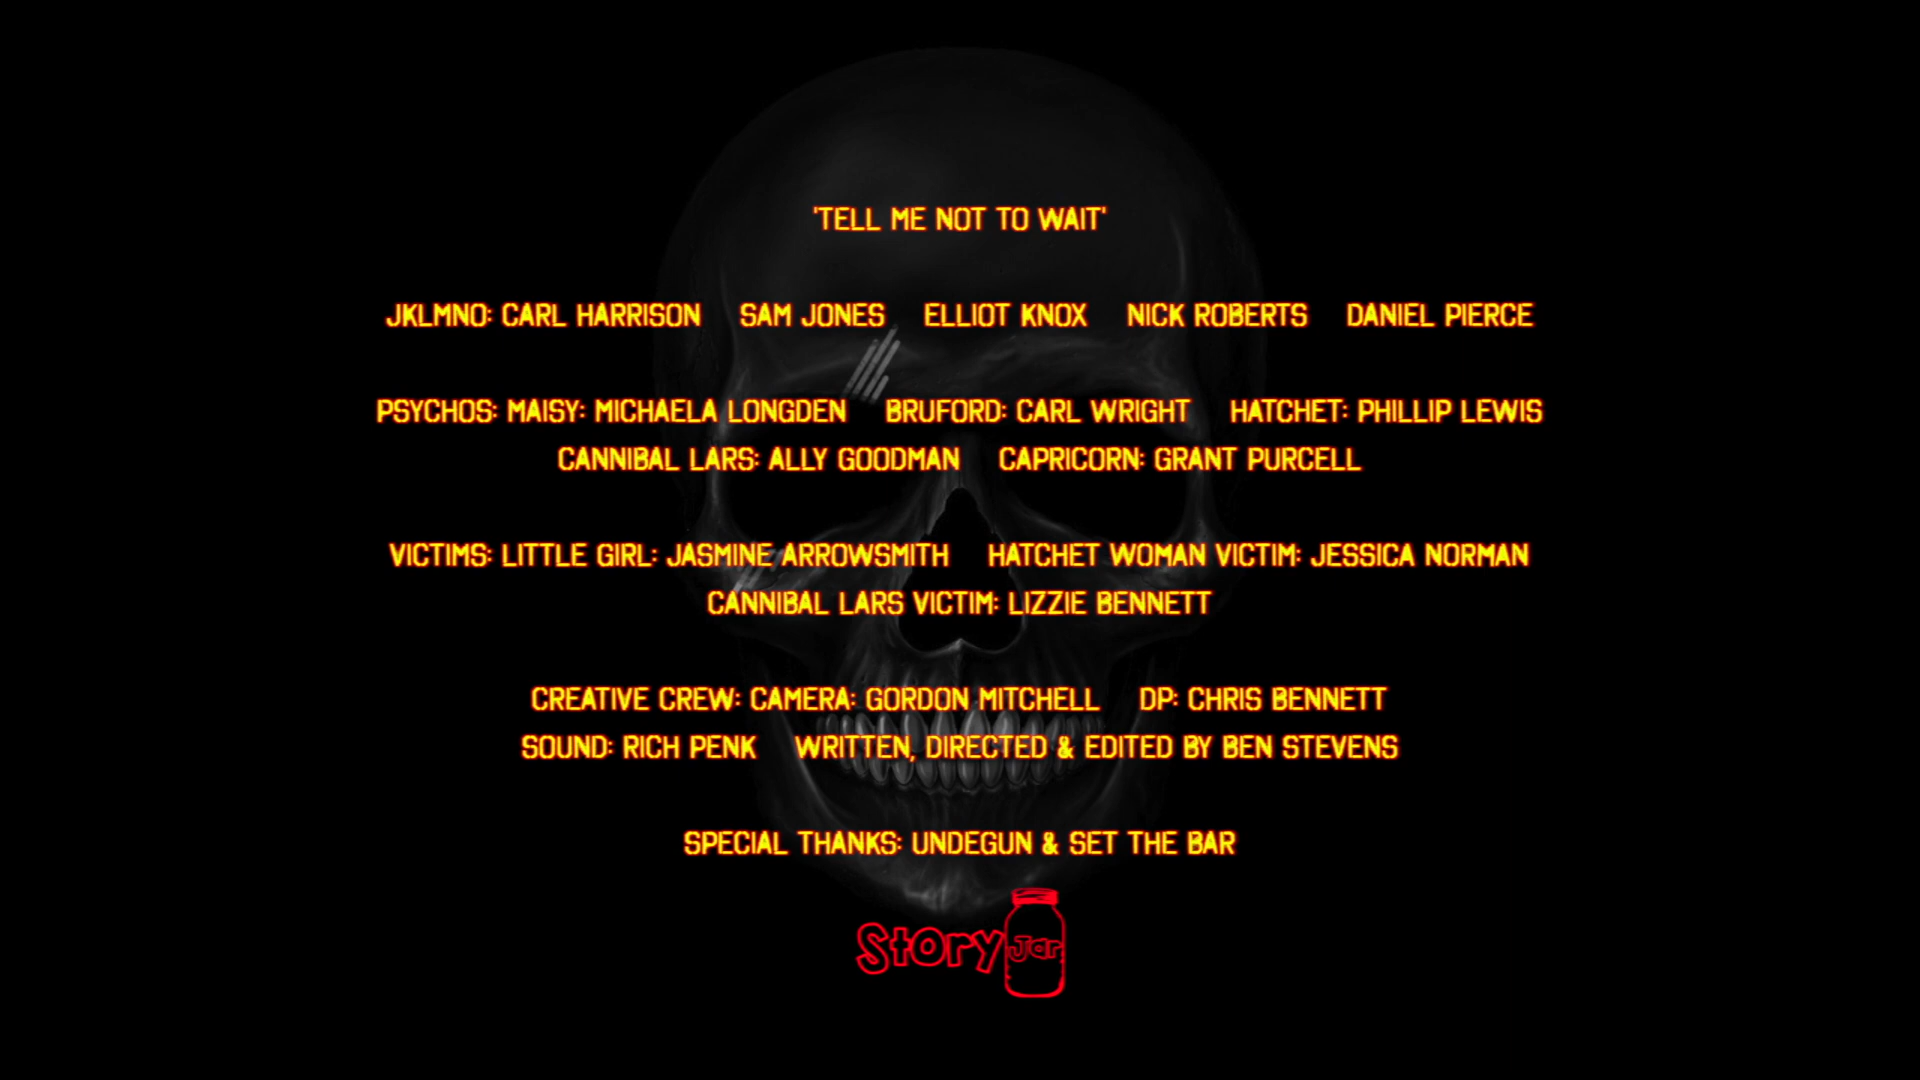 'TELL ME NOT TO WAIT'
JKLMNO: CARL HARRISON SAM JONES ELLIOT KNOX NICK ROBERTS DANIEL PIERCE
PSYCHOS: MAISY: MICHAELA LONGDEN BRUFORD: CARL WRIGHT HATCHET: PHILLIP LEWIS
CANNIBAL LARS: ALLY GOODMAN CAPRICORN: GRANT PURCELL
VICTIMS: LITTLE GIRL: JASMINE ARROWSMITH HATCHET WOMAN VICTIM: JESSICA NORMAN
CANNIBAL LARS VICTIM: LIZZIE BENNETT
CREATIVE CREW: CAMERA: GORDON MITCHELL DP: CHRIS BENNETT
SOUND: RICH PENK WRITTEN, DIRECTED & EDITED BY BEN STEVENS
SPECIAL THANKS: UNDEGUN & SET THE BAR
Story Jar